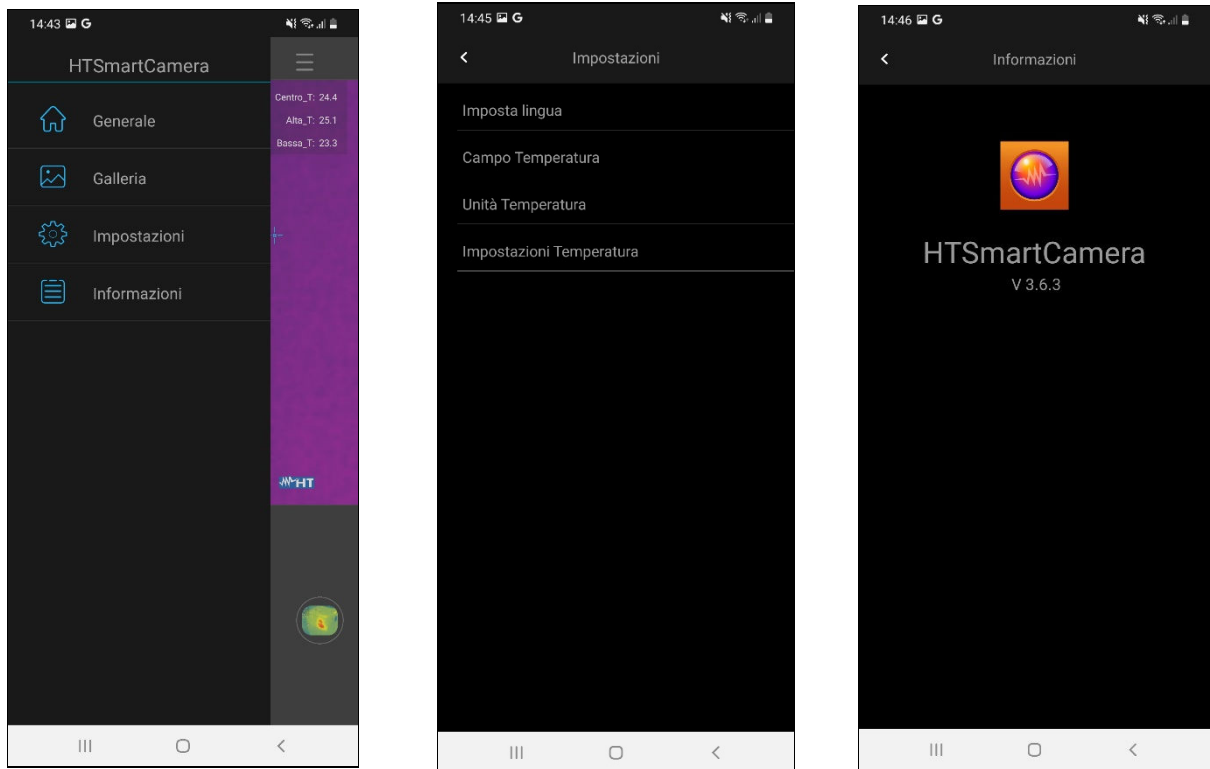 14:43 G
HTSmartCamera
Generale
Galleria
Impostazioni
Informazioni
Centro_T: 24.4
Alta_T: 25.1
Bassa_T: 23.3
HT
14:45 G
Impostazioni
Imposta lingua
Campo Temperatura
Unità Temperatura
Impostazioni Temperatura
14:46 G
Informazioni
HTSmartCamera
V 3.6.3